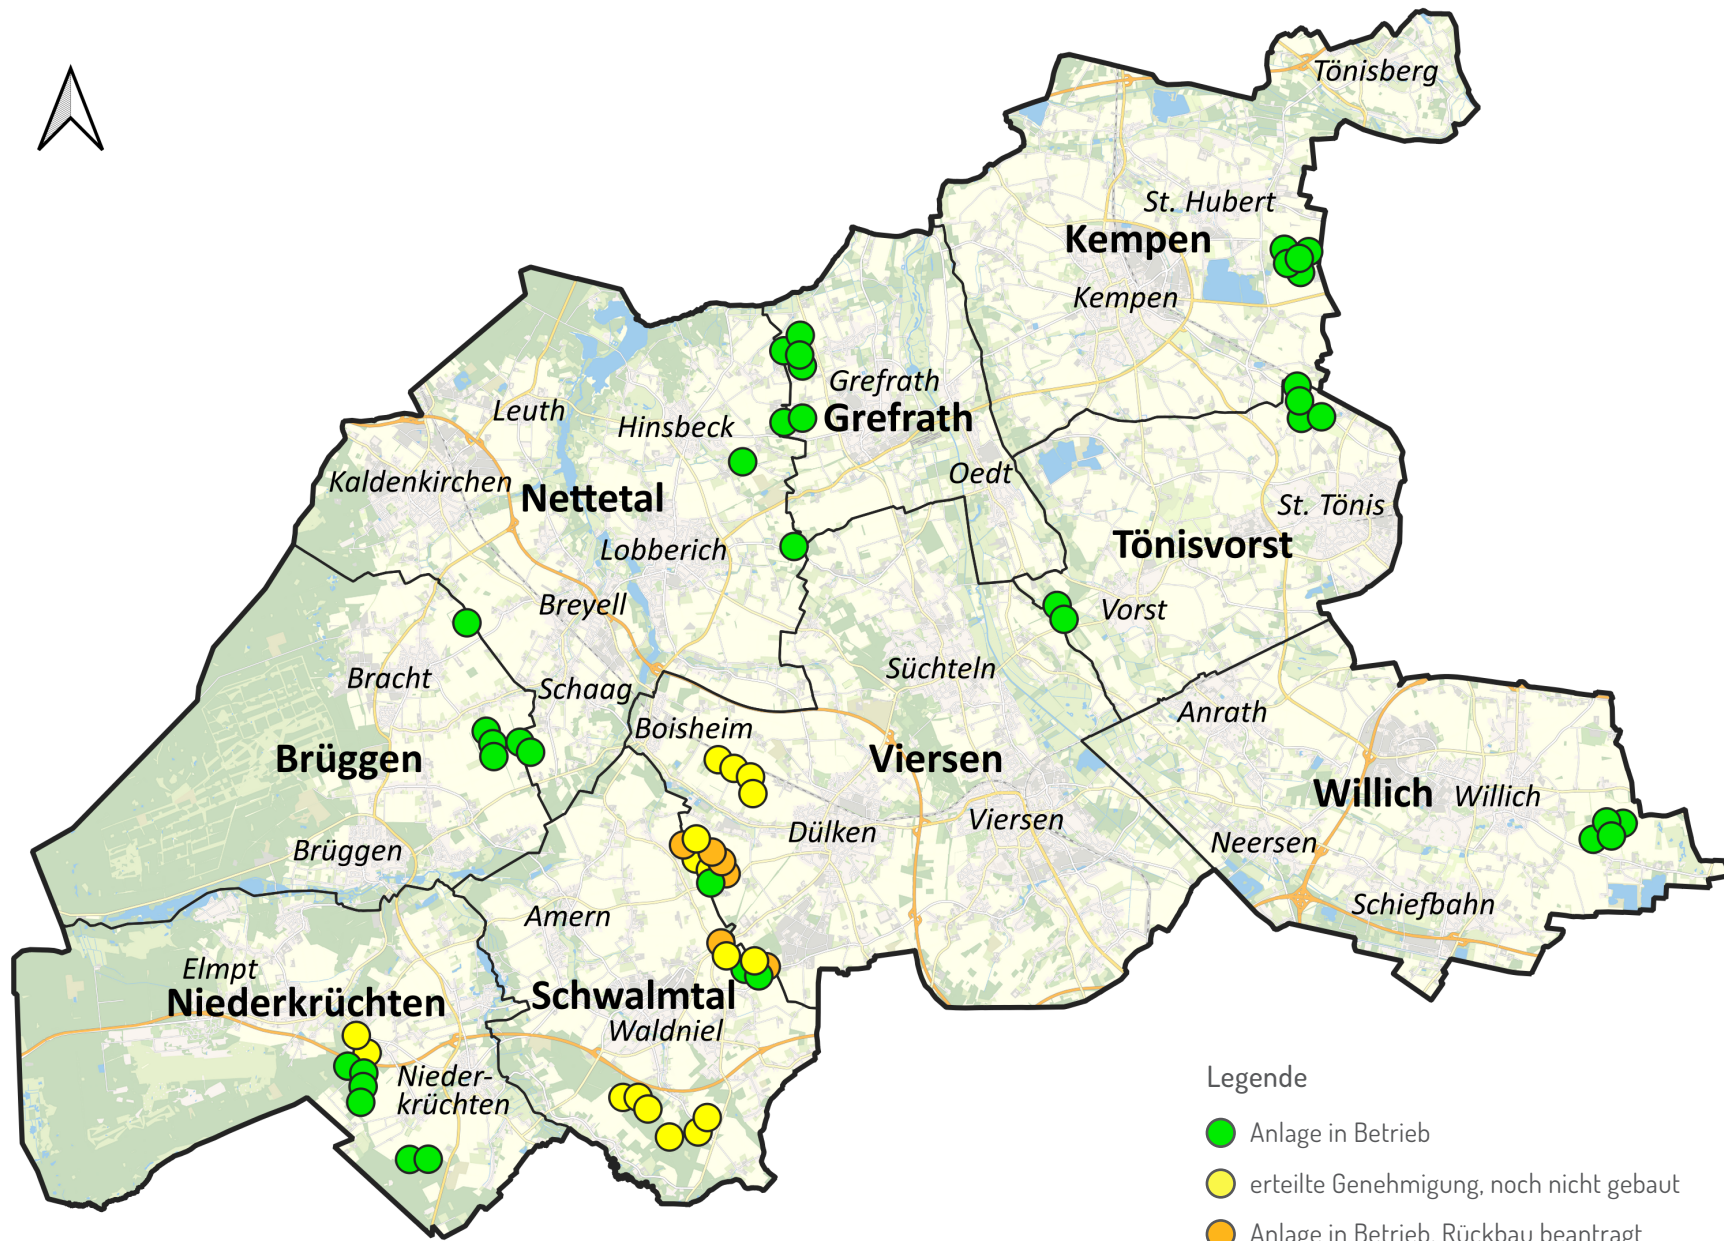 Tönisberg
St. Hubert
Kempen
Kempen
Grefrath
Grefrath
Leuth
Hinsbeck
Kaldenkirchen
Nettetal
Oedt
St. Tönis
Lobberich
Tönisvorst
Breyell
Vorst
Bracht
Schaag
Süchteln
Boisheim
Anrath
Brüggen
Viersen
Willich
Willich
Brüggen
Dülken
Viersen
Neersen
Amern
Schiefbahn
Elmpt
Niederkrüchten
Schwalmtal
Waldniel
Nieder-
krüchten
Legende
Anlage in Betrieb
erteilte Genehmigung, noch nicht gebaut
Anlage in Betrieb, Rückbau beantragt